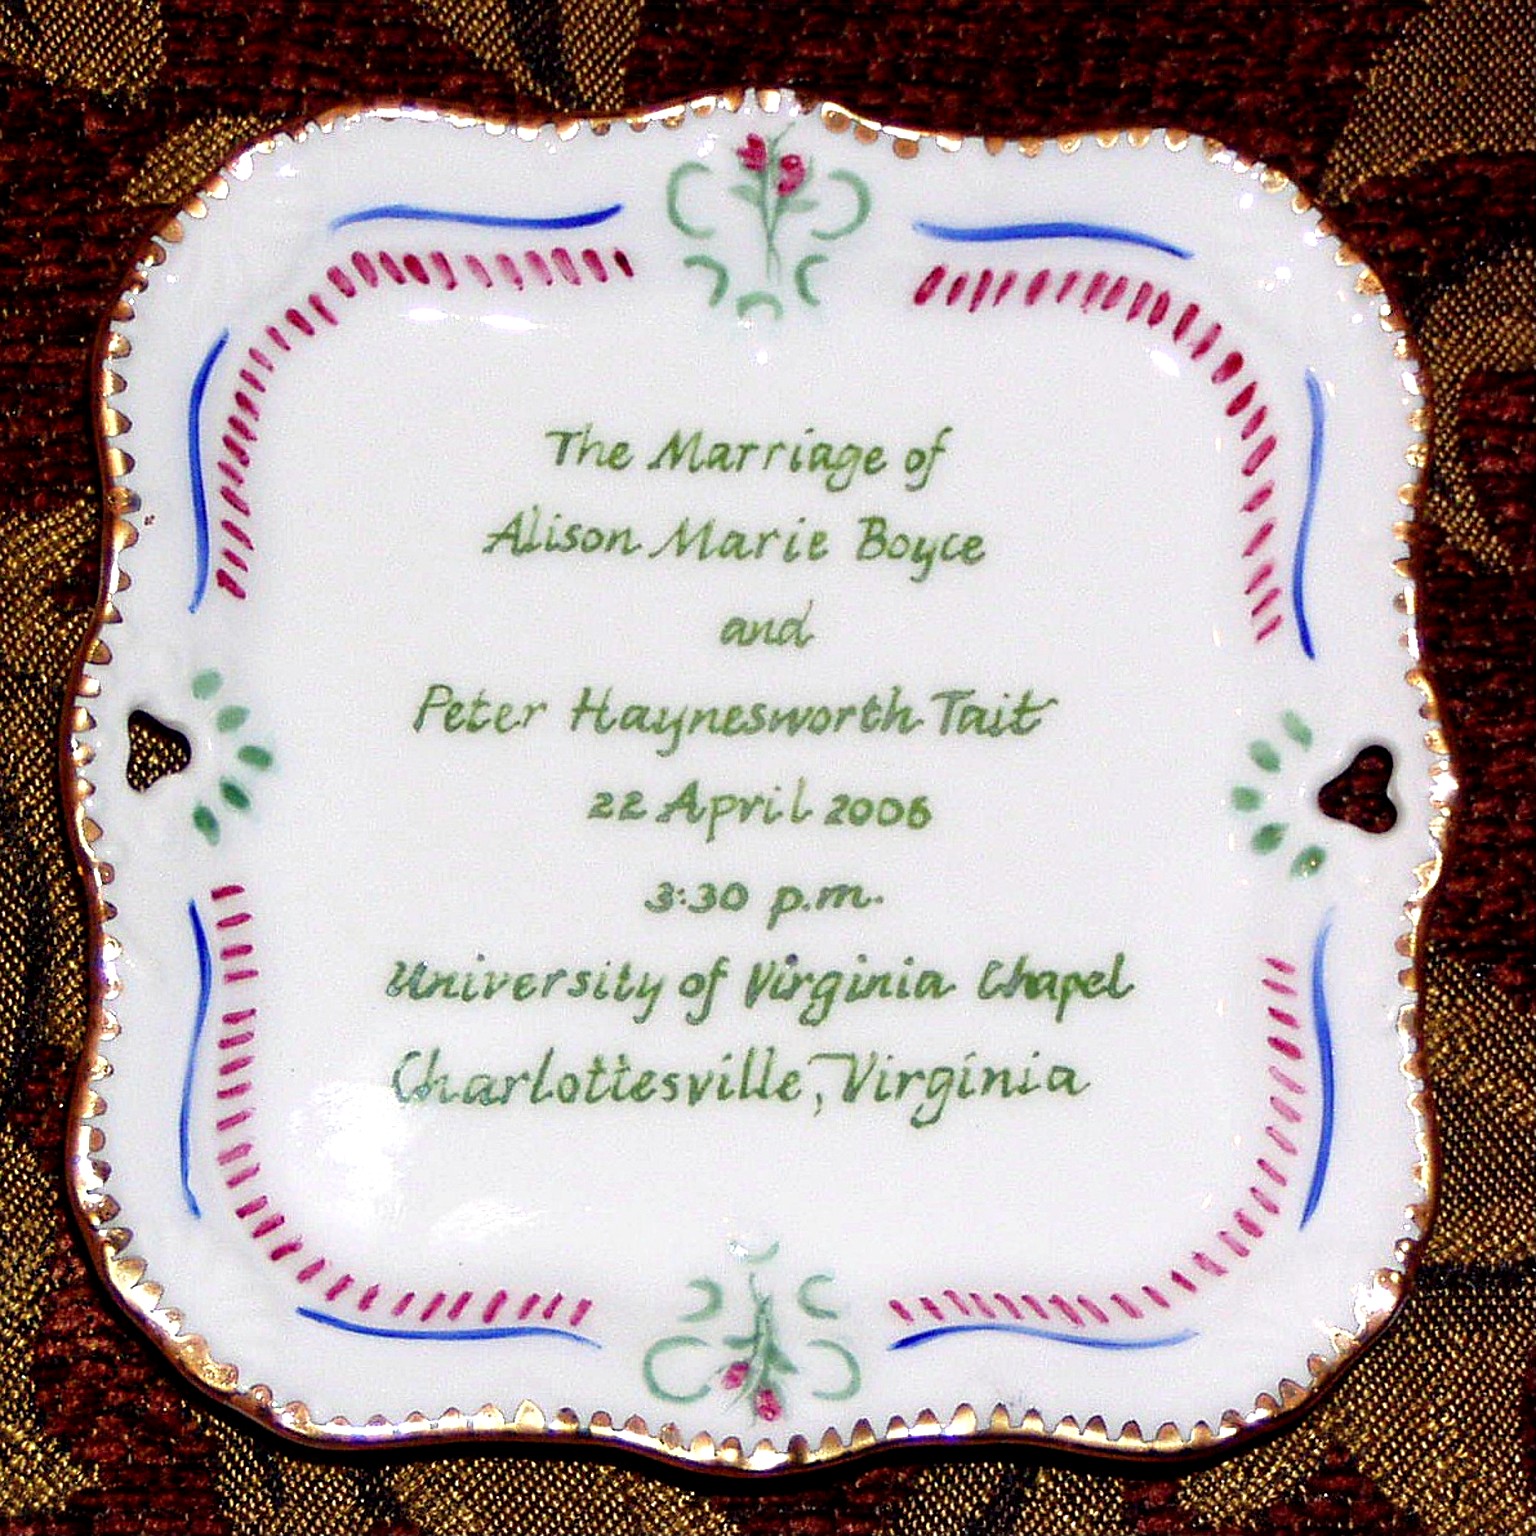 The Marriage of
Alison Marie Boyce
and
Peter Haynesworth Tait
22 April 2006
3:30 p.m.
University of Virginia Chapel
Charlottesville, Virginia